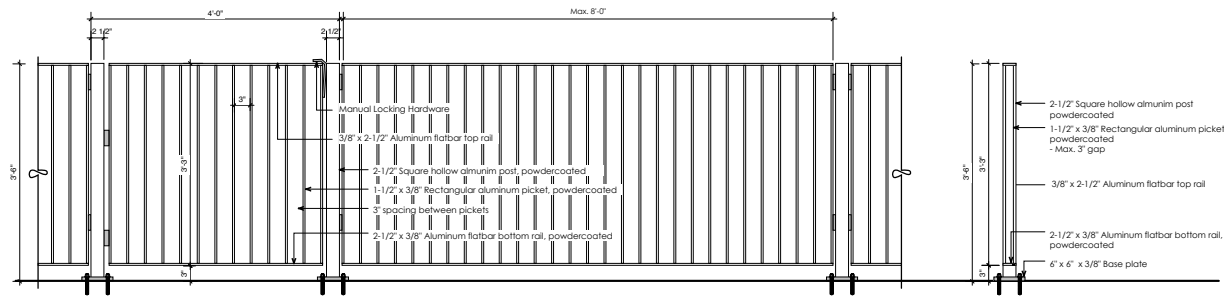 4'-0"
Max. 8'-0"
2 1/2"
2 1/2"
3"
Manual Locking Hardware
3/8" x 2-1/2" Aluminum flatbar top rail
3'-6"
3'-3"
2-1/2" Square hollow almunim post, powdercoated
1-1/2" x 3/8" Rectangular aluminum picket, powdercoated
3" spacing between pickets
2-1/2" x 3/8" Aluminum flatbar bottom rail, powdercoated
3"
3'-6"
3'-3"
3"
2-1/2" Square hollow almunim post
powdercoated
1-1/2" x 3/8" Rectangular aluminum picket
powdercoated
- Max. 3" gap
3/8" x 2-1/2" Aluminum flatbar top rail
2-1/2" x 3/8" Aluminum flatbar bottom rail,
powdercoated
6" x 6" x 3/8" Base plate